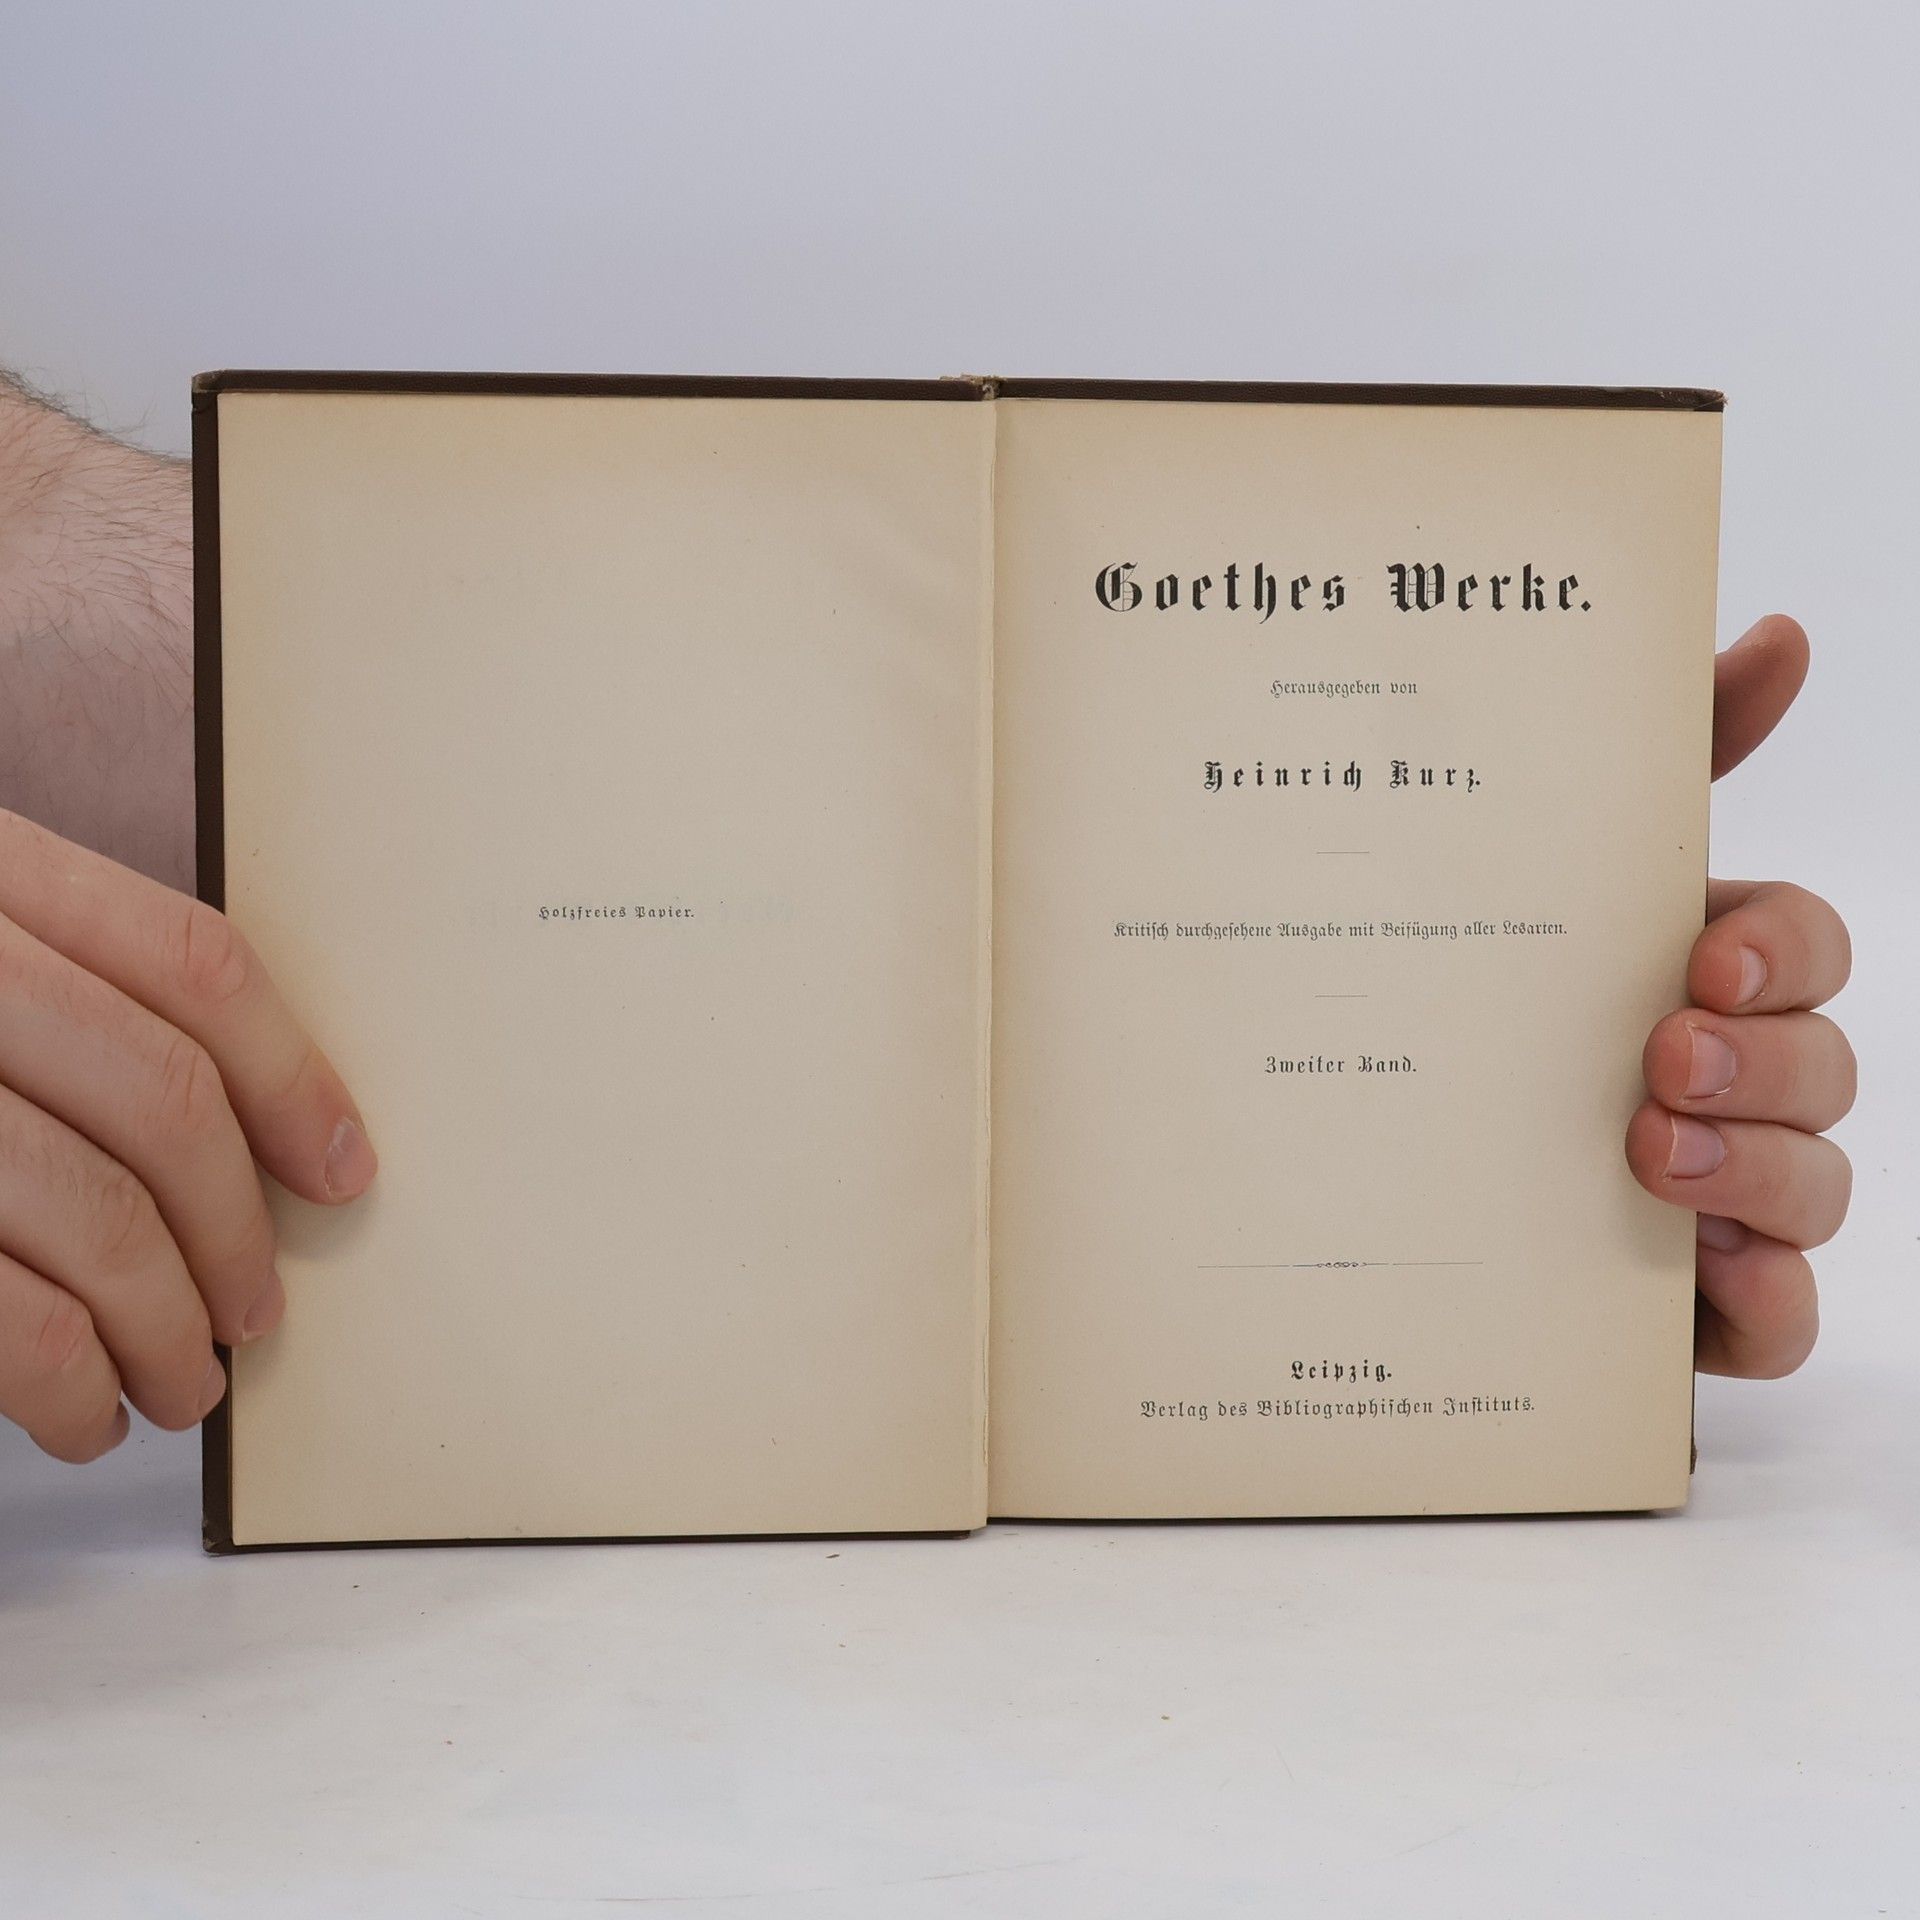 Holzfreies Papier.
Goethes Werke.
Herausgegeben von
Heinrich Kurz.
Kritisch durchgesehene Ausgabe mit Beifügung aller Lesarten.
Zweiter Band.
Leipzig.
Verlag des Bibliographischen Instituts.